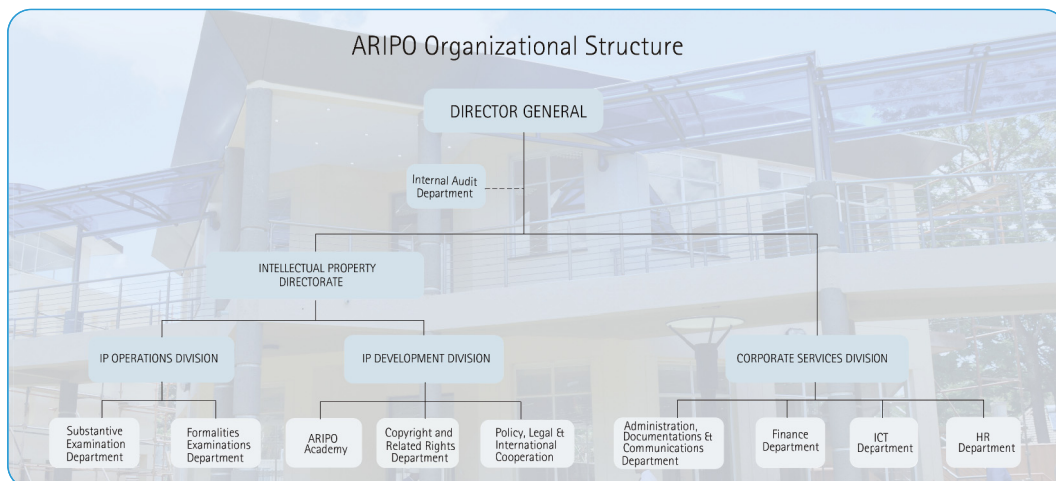 ARIPO Organizational Structure
DIRECTOR GENERAL
Internal Audit
Department
INTELLECTUAL PROPERTY
DIRECTORATE
IP OPERATIONS DIVISION
IP DEVELOPMENT DIVISION
CORPORATE SERVICES DIVISION
Substantive
Examination
Department
Formalities
Examinations
Department
ARIPO
Academy
Copyright and
Related Rights
Department
Policy, Legal &
International
Cooperation
Administration,
Documentations &
Communications
Department
Finance
Department
ICT
Department
HR
Department